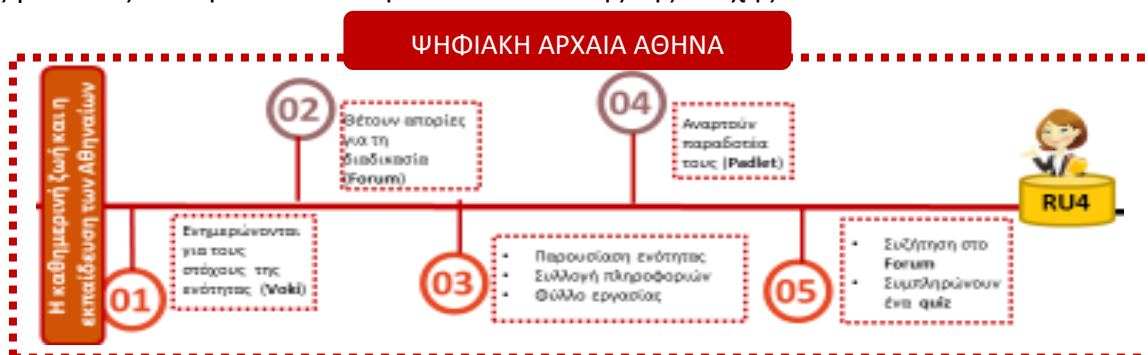 ΨΗΦΙΑΚΗ ΑΡΧΑΙΑ ΑΘΗΝΑ
Η καθημερινή ζωή και η
εκπαίδευση των Αθηναίων
01
Ενημερώνονται
για τους
στόχους της
ενότητας (Voki)
02
Θέτουν απορίες
για τη
διαδικασία
(Forum)
03
• Παρουσίαση ενότητας
• Συλλογή πληροφοριών
• Φύλλο εργασίας
04
Αναρτούν
παραδοτέα
τους (Padlet)
05
• Συζήτηση στο
Forum
• Συμπληρώνουν
ένα quiz
RU4